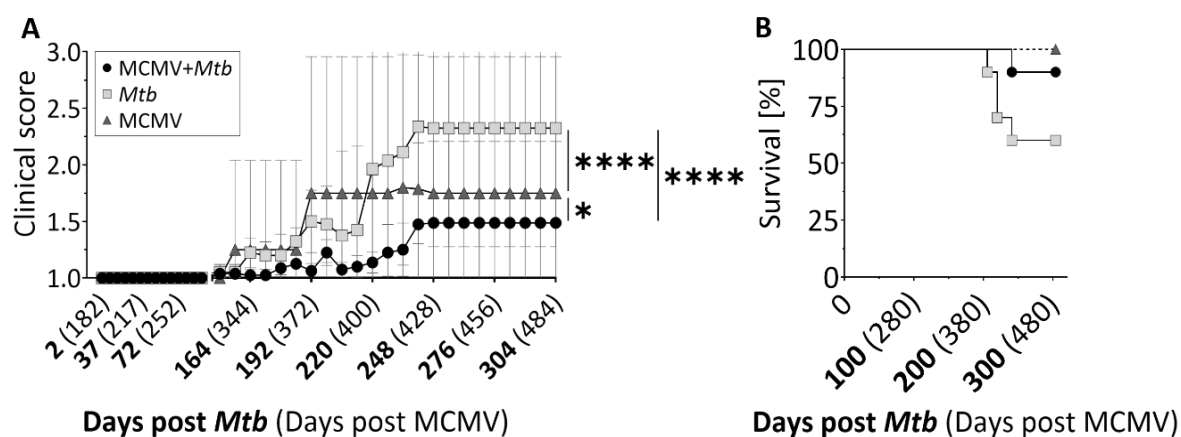 A
Clinical score
3.0
2.5
2.0
1.5
1.0
MCMV+Mtb
Mtb
MCMV
****
*
****
2 (182)
37 (217)
72 (252)
164 (344)
192 (372)
220 (400)
248 (428)
276 (456)
304 (484)
Days post Mtb (Days post MCMV)
B
Survival [%]
100
75
50
25
0
0
100 (280)
200 (380)
300 (480)
Days post Mtb (Days post MCMV)